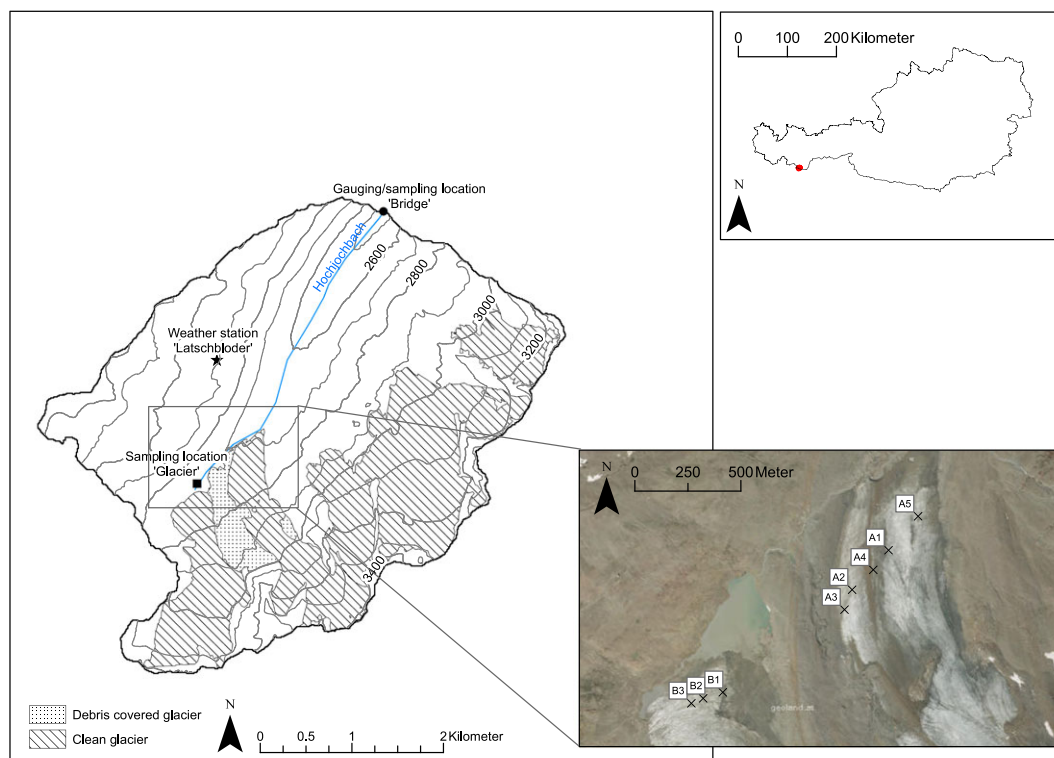 Gauging/sampling location
'Bridge'
Hochjochbach
2600
2800
3000
3200
3400
Weather station
'Latschbloder'
Sampling location
'Glacier'
Debris covered glacier
Clean glacier
N
0 0,5 1 2 Kilometer
0 100 200 Kilometer
N
N
0 250 500 Meter
A5
A1
A4
A2
A3
B1
B2
B3
geoland.at